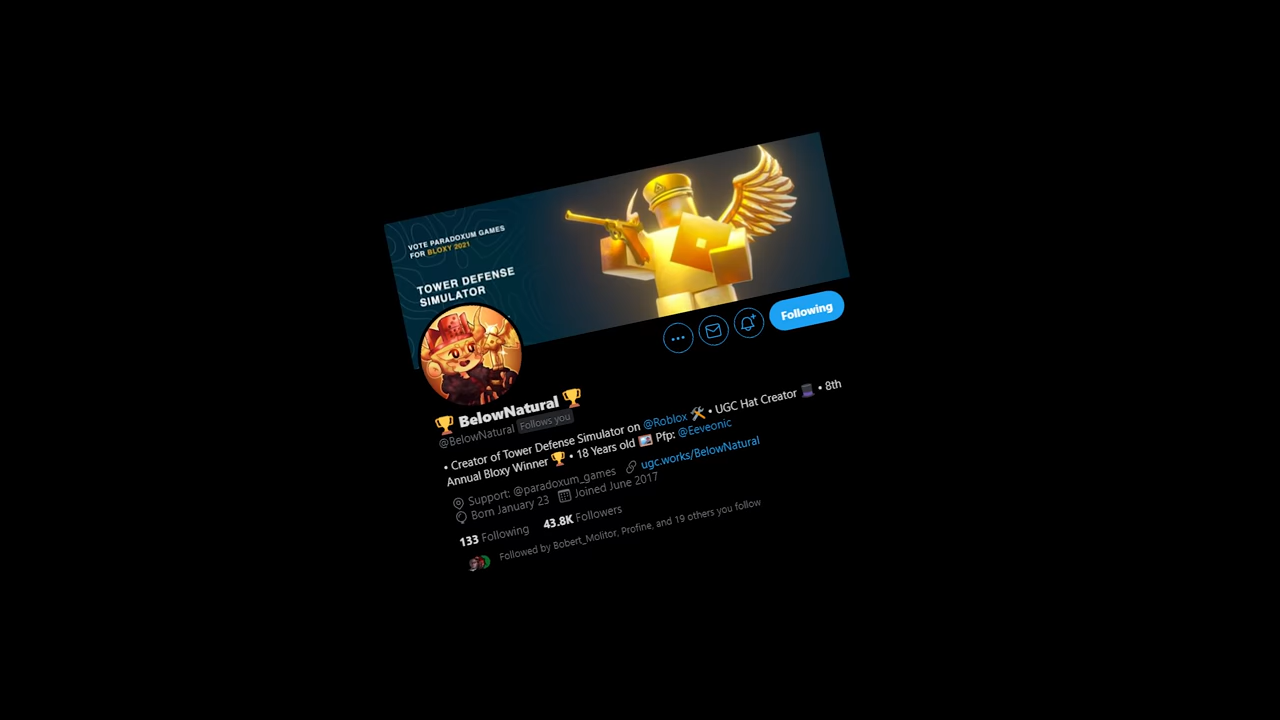 VOTE PARADOXUM GAMES
FOR BLOXY 2021
TOWER DEFENSE
SIMULATOR
Following
🏆 BelowNatural 🏆
@BelowNatural Follows you
• Creator of Tower Defense Simulator on @Roblox 🛠️ • UGC Hat Creator 🎩 • 8th
Annual Bloxy Winner 🏆 • 18 Years old 🖼️ Pfp: @Eeveonic
Support: @paradoxum_games ugc.works/BelowNatural
Born January 23 Joined June 2017
133 Following 43.8K Followers
Followed by Bobert_Molitor, Profine, and 19 others you follow